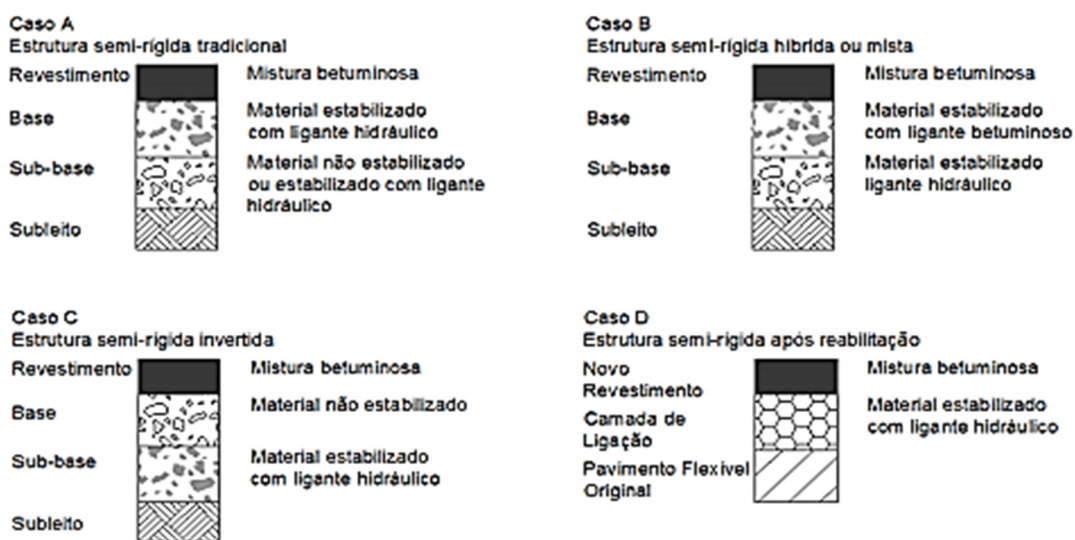 Caso A
Estrutura semi-rígida tradicional
Revestimento
Mistura betuminosa
Base
Material estabilizado
com ligante hidráulico
Sub-base
Material não estabilizado
ou estabilizado com ligante
hidráulico
Subleito
Caso B
Estrutura semi-rígida híbrida ou mista
Revestimento
Mistura betuminosa
Base
Material estabilizado
com ligante betuminoso
Sub-base
Material estabilizado
ligante hidráulico
Subleito
Caso C
Estrutura semi-rígida invertida
Revestimento
Mistura betuminosa
Base
Material não estabilizado
Sub-base
Material estabilizado
com ligante hidráulico
Subleito
Caso D
Estrutura semi-rígida após reabilitação
Novo
Revestimento
Mistura betuminosa
Camada de
Ligação
Material estabilizado
com ligante hidráulico
Pavimento Flexível
Original